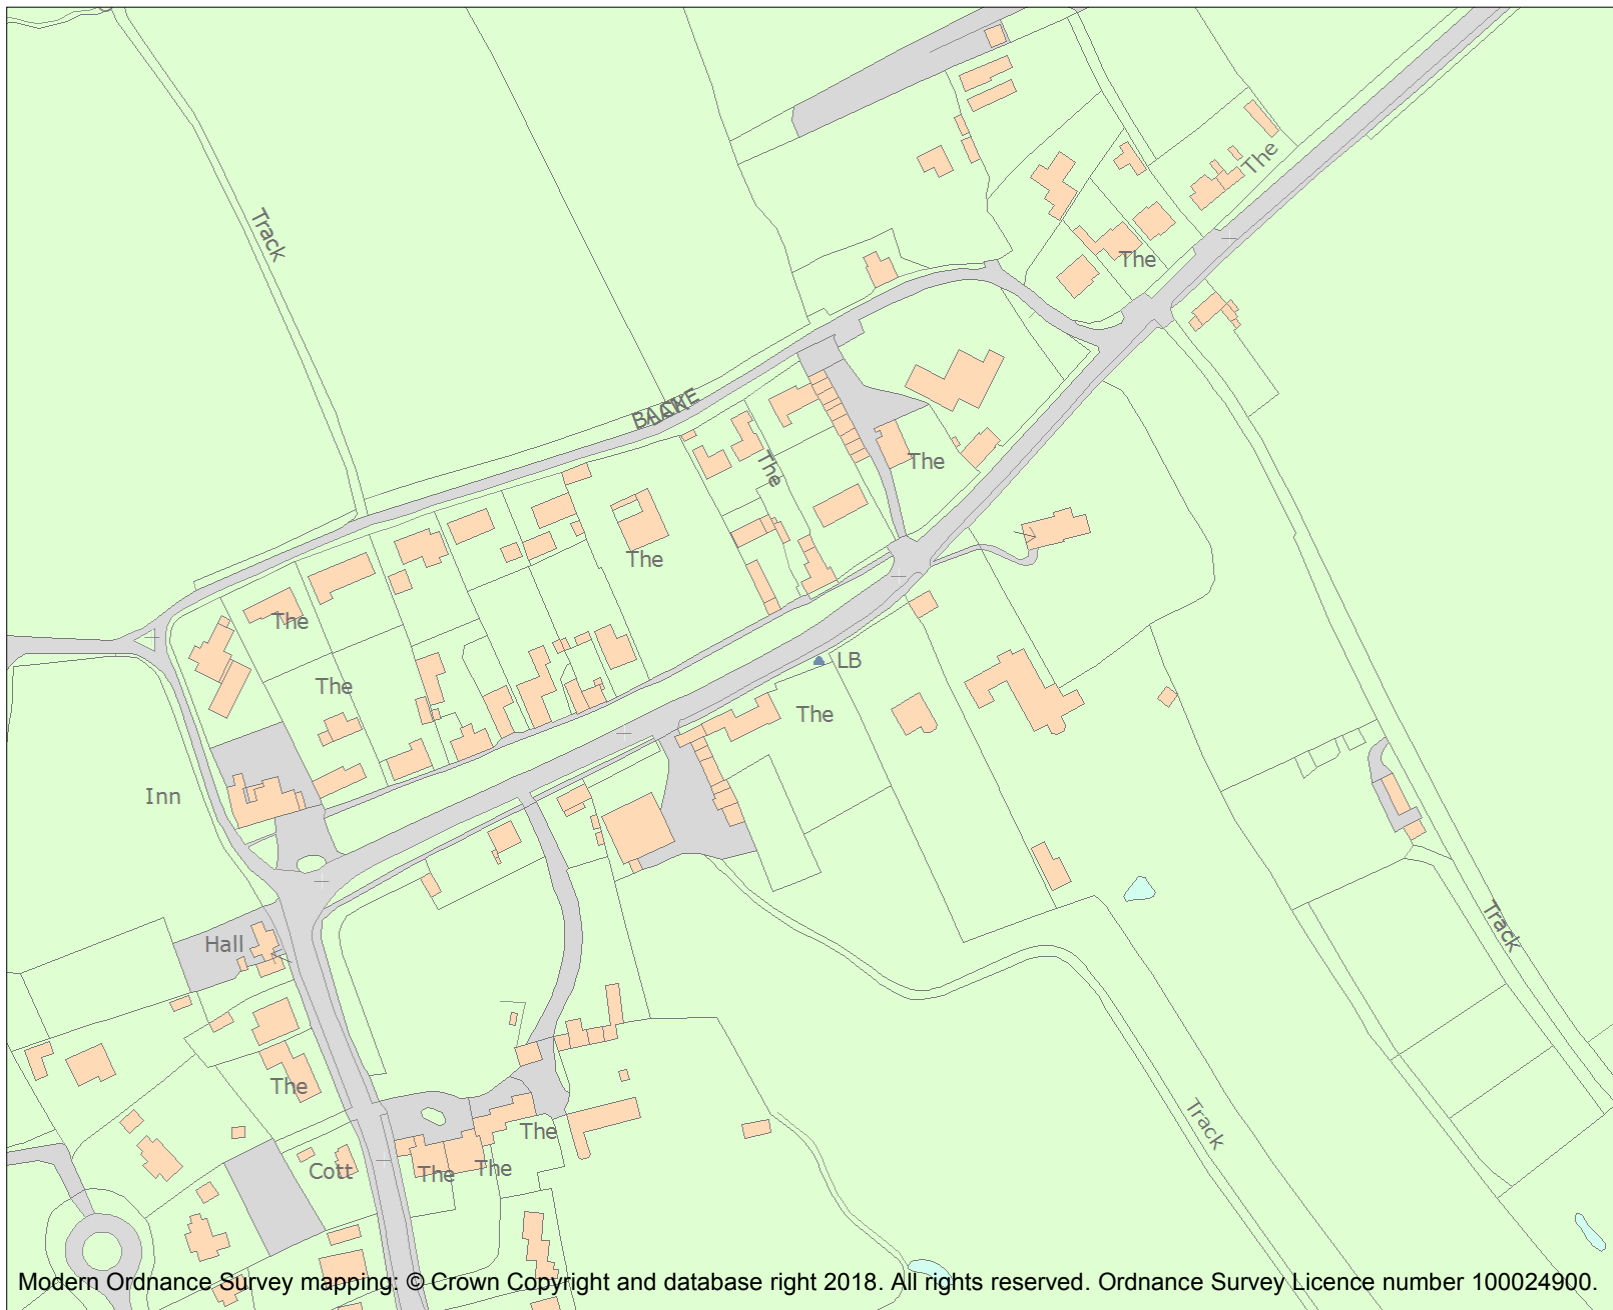 The
Track
The
The
The
The
The
The
LB
The
The
Inn
Track
Hall
The
Track
The
Cott
The
The
Modern Ordnance Survey mapping: © Crown Copyright and database right 2018. All rights reserved. Ordnance Survey Licence number 100024900.